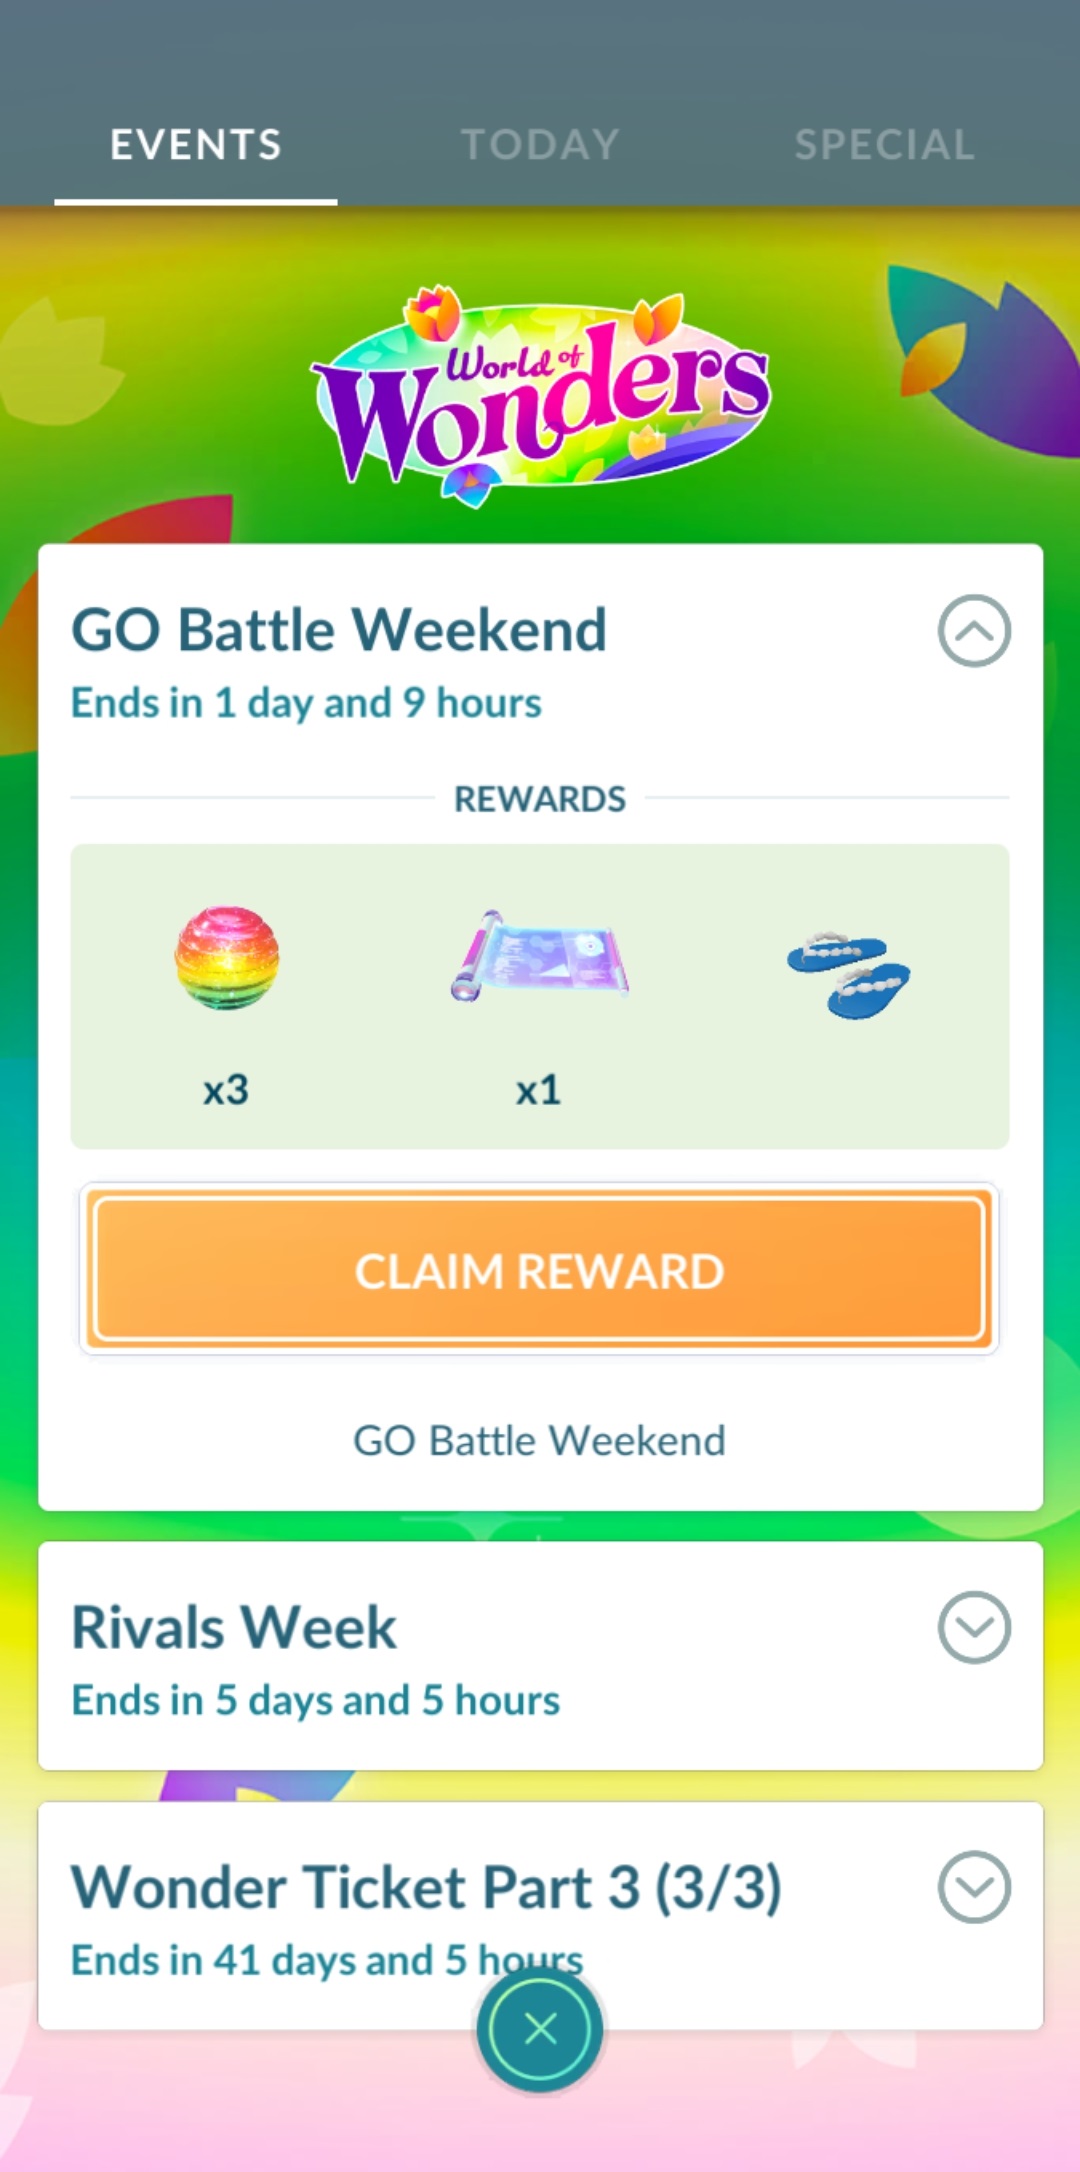 EVENTS TODAY SPECIAL
World of
Wonders
GO Battle Weekend
Ends in 1 day and 9 hours
REWARDS
x3 x1
CLAIM REWARD
GO Battle Weekend
Rivals Week
Ends in 5 days and 5 hours
Wonder Ticket Part 3 (3/3)
Ends in 41 days and 5 hours